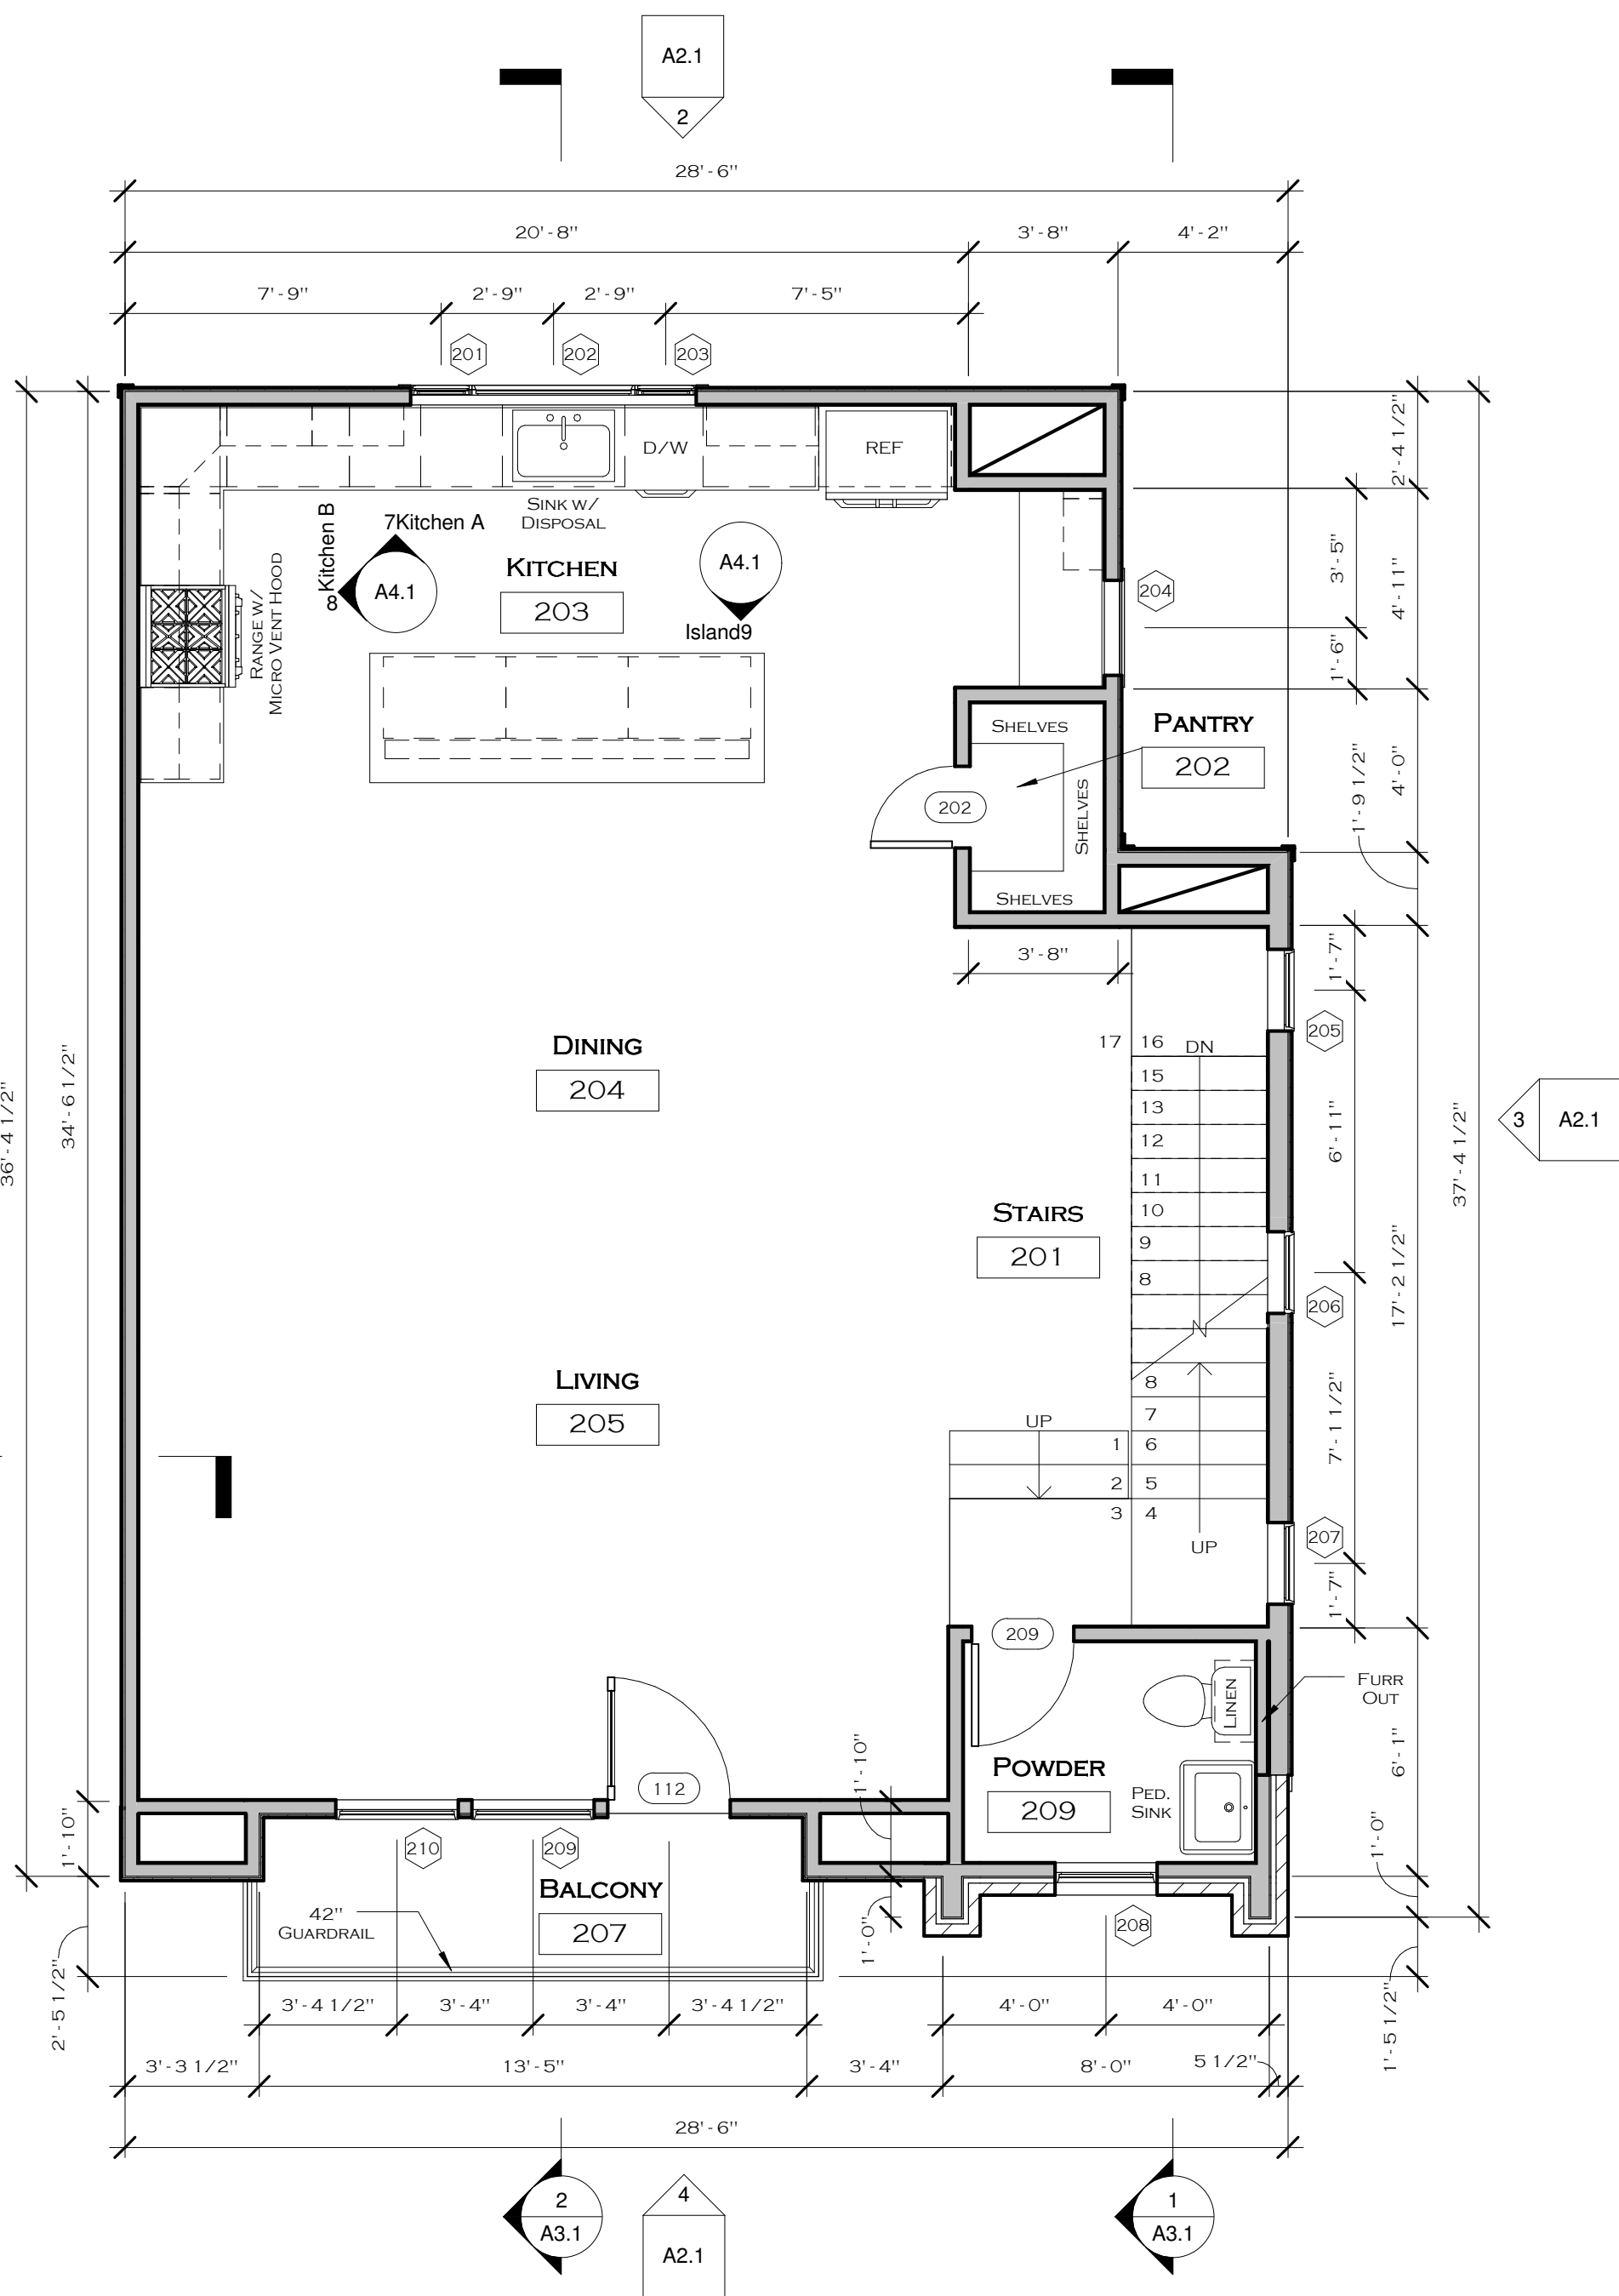 A2.1
2
28'-6"
20'-8"
3'-8"
4'-2"
7'-9"
2'-9"
2'-9"
7'-5"
201
202
203
D/W
REF
SINK W/
DISPOSAL
7Kitchen A
8 Kitchen B
A4.1
A4.1
Island9
KITCHEN
203
RANGE W/
MICRO VENT HOOD
204
2'-4 1/2"
3'-5"
4'-11"
1'-6"
SHELVES
SHELVES
SHELVES
PANTRY
202
202
1'-9 1/2"
4'-0"
3'-8"
1'-7"
205
17
16
DN
15
13
12
11
10
9
8
DINING
204
36'-4 1/2"
34'-6 1/2"
6'-11"
37'-4 1/2"
3
A2.1
STAIRS
201
206
17'-2 1/2"
LIVING
205
8
7
UP
1
6
2
5
3
4
UP
7'-1 1/2"
207
1'-7"
209
LINEN
FURR
OUT
POWDER
209
PED.
SINK
6'-1"
1'-10"
112
1'-10"
210
209
BALCONY
207
42"
GUARDRAIL
208
1'-0"
1'-0"
2'-5 1/2"
1'-5 1/2"
3'-4 1/2"
3'-4"
3'-4"
3'-4 1/2"
4'-0"
4'-0"
3'-3 1/2"
13'-5"
3'-4"
8'-0"
5 1/2"
28'-6"
2
A3.1
4
A2.1
1
A3.1